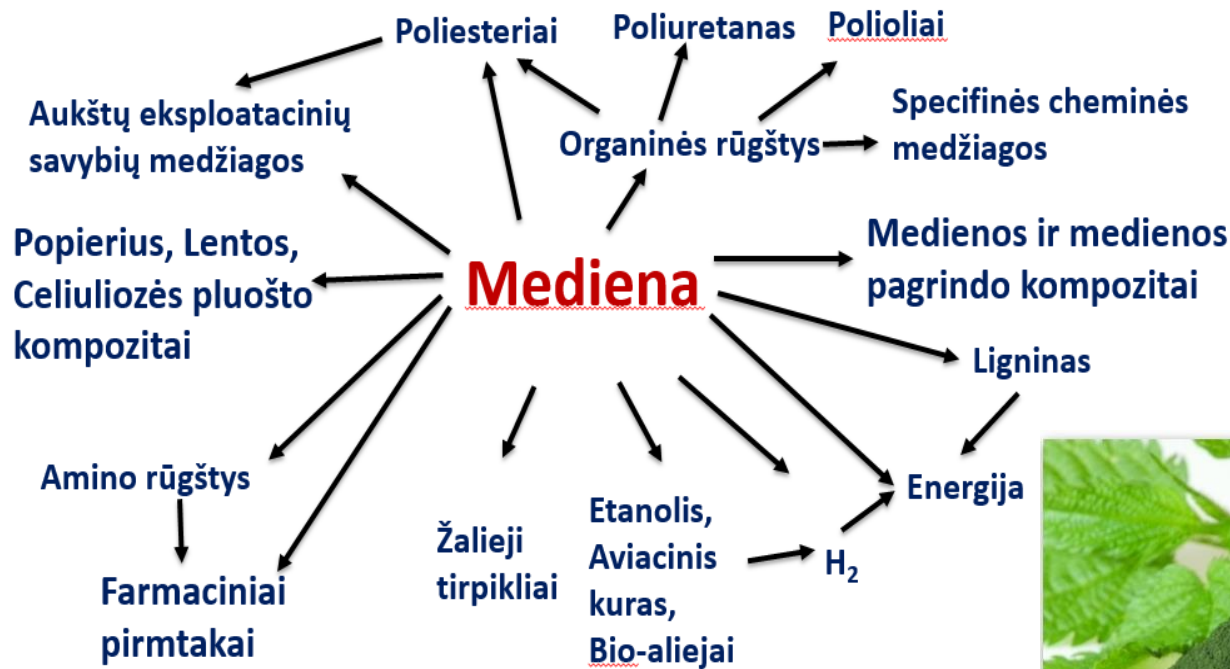 Poliesteriai
Poliuretanas
Polioliai
Aukštų eksploatacinių
savybių medžiagos
Organinės rūgštys
Specifinės cheminės
medžiagos
Popierius, Lentos,
Celiuliozės pluošto
kompozitai
Mediena
Medienos ir medienos
pagrindo kompozitai
Ligninas
Amino rūgštys
Farmaciniai
pirmtakai
Žalieji
tirpikliai
Etanolis,
Aviacinis
kuras,
Bio-aliejai
H₂
Energija